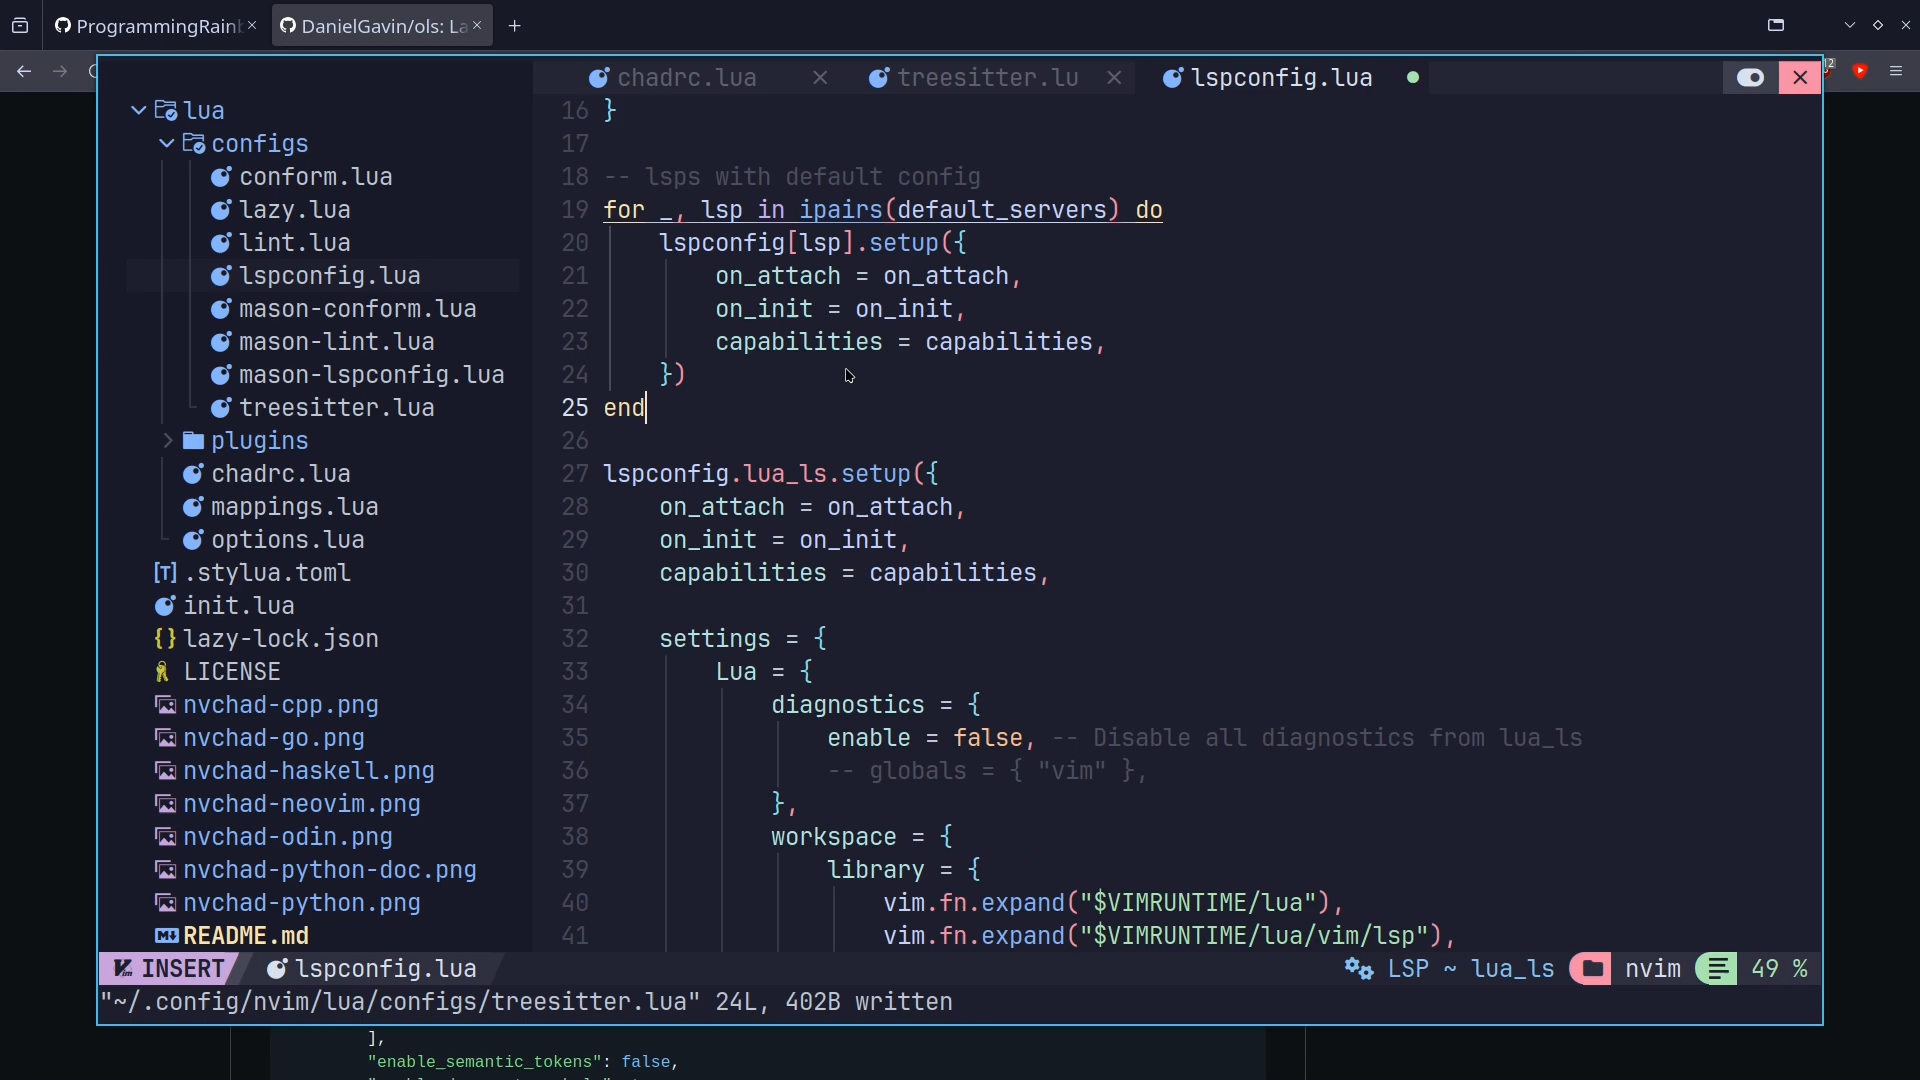 ProgrammingRain
DanielGavin/ols: La
chadrc.lua
treesitter.lu
lspconfig.lua
12
lua
configs
conform.lua
lazy.lua
lint.lua
lspconfig.lua
mason-conform.lua
mason-lint.lua
mason-lspconfig.lua
treesitter.lua
plugins
chadrc.lua
mappings.lua
options.lua
[T] .stylua.toml
init.lua
{} lazy-lock.json
LICENSE
nvchad-cpp.png
nvchad-go.png
nvchad-haskell.png
nvchad-neovim.png
nvchad-odin.png
nvchad-python-doc.png
nvchad-python.png
README.md
16 }
17
18 -- lsps with default config
19 for _, lsp in ipairs(default_servers) do
20 lspconfig[lsp].setup({
21 on_attach = on_attach,
22 on_init = on_init,
23 capabilities = capabilities,
24 })
25 end
26
27 lspconfig.lua_ls.setup({
28 on_attach = on_attach,
29 on_init = on_init,
30 capabilities = capabilities,
31
32 settings = {
33 Lua = {
34 diagnostics = {
35 enable = false, -- Disable all diagnostics from lua_ls
36 -- globals = { "vim" },
37 },
38 workspace = {
39 library = {
40 vim.fn.expand("$VIMRUNTIME/lua"),
41 vim.fn.expand("$VIMRUNTIME/lua/vim/lsp"),
INSERT lspconfig.lua LSP ~ lua_ls nvim 49 %
"~/.config/nvim/lua/configs/treesitter.lua" 24L, 402B written
],
"enable_semantic_tokens": false,